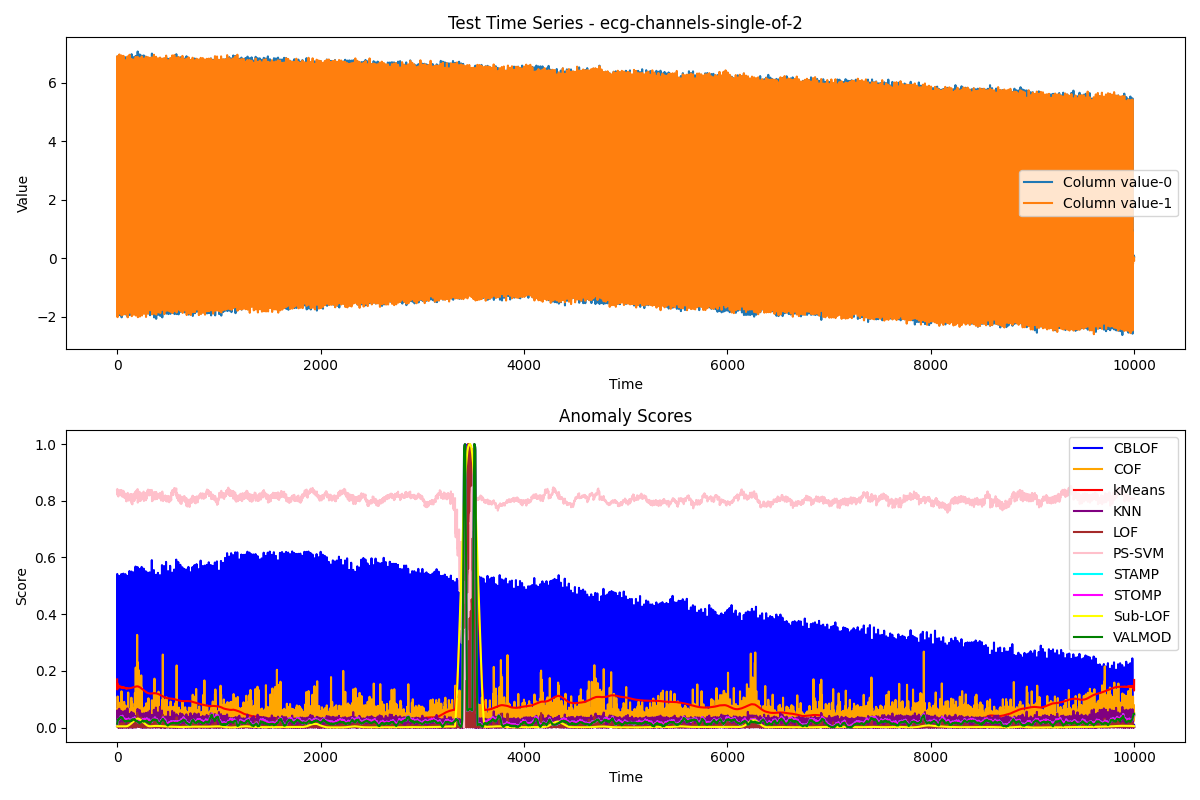 Test Time Series - ecg-channels-single-of-2
6
4
2
0
−2
Value
Column value-0
Column value-1
0 2000 4000 6000 8000 10000
Time
Anomaly Scores
1.0
0.8
0.6
0.4
0.2
0.0
Score
CBLOF
COF
kMeans
KNN
LOF
PS-SVM
STAMP
STOMP
Sub-LOF
VALMOD
0 2000 4000 6000 8000 10000
Time